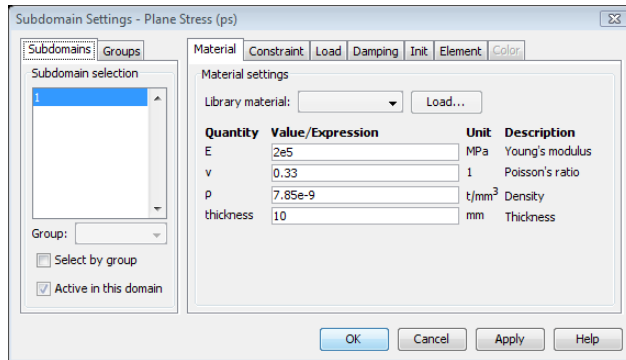 Subdomain Settings - Plane Stress (ps)
Subdomains Groups
Subdomain selection
1
Group:
Select by group
Active in this domain
Material Constraint Load Damping Init Element Color
Material settings
Library material: Load...
Quantity Value/Expression Unit Description
E 2e5 MPa Young's modulus
ν 0.33 1 Poisson's ratio
ρ 7.85e-9 t/mm³ Density
thickness 10 mm Thickness
OK Cancel Apply Help